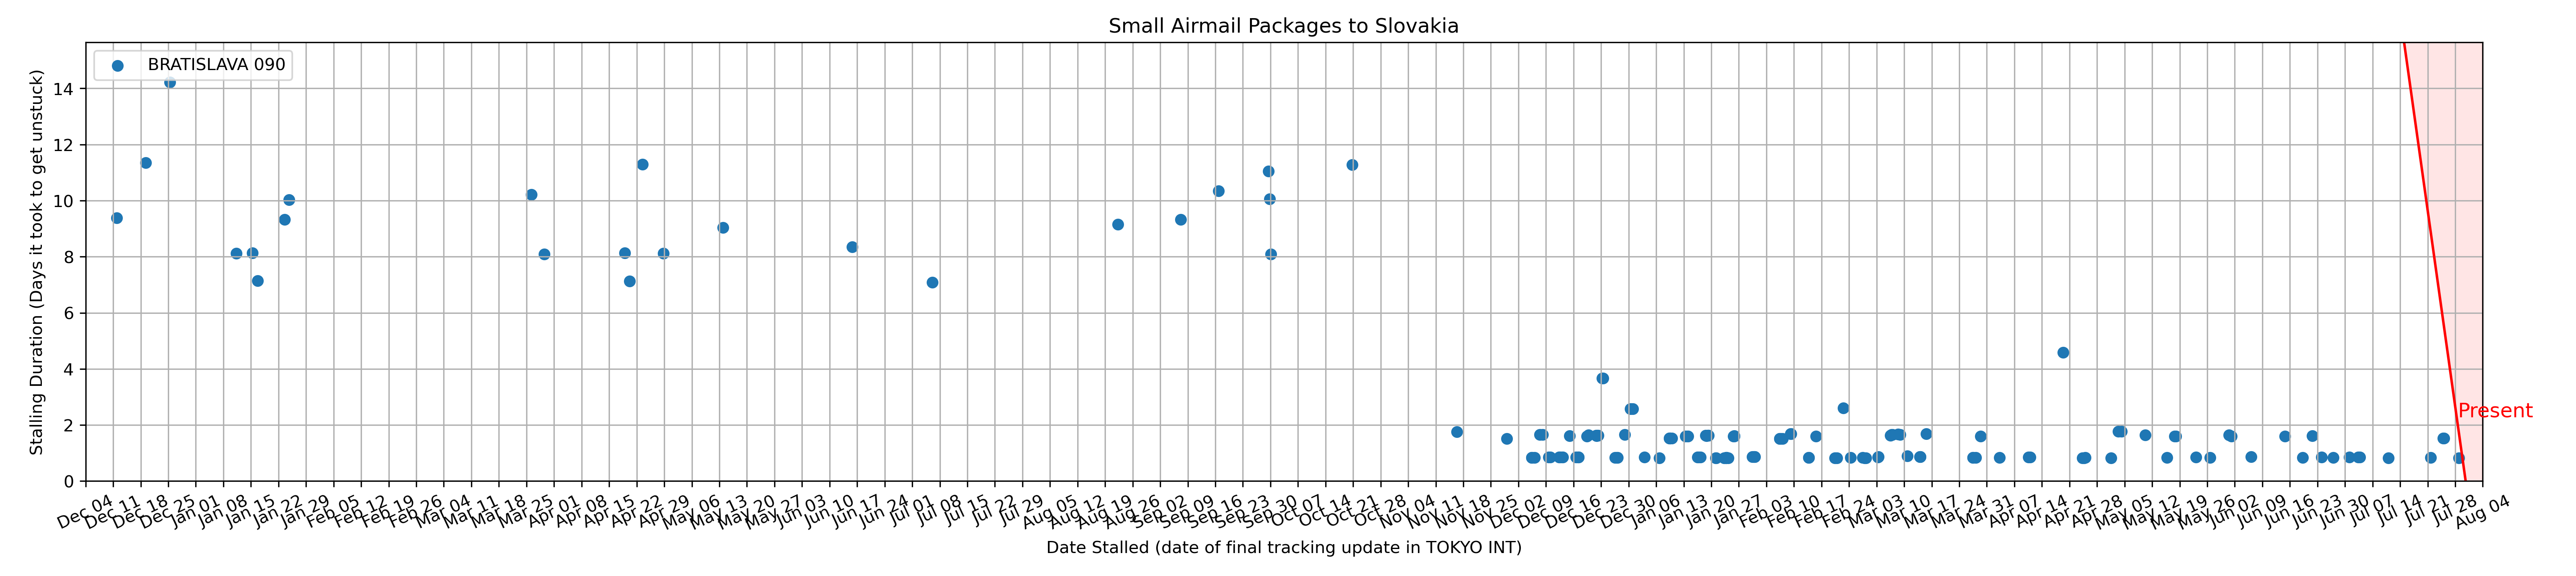 Small Airmail Packages to Slovakia
BRATISLAVA 090
Stalling Duration (Days it took to get unstuck)
14
12
10
8
6
4
2
0
Present
Dec 04 Dec 11 Dec 18 Dec 25 Jan 01 Jan 08 Jan 15 Jan 22 Jan 29 Feb 05 Feb 12 Feb 19 Feb 26 Mar 04 Mar 11 Mar 18 Mar 25 Apr 01 Apr 08 Apr 15 Apr 22 Apr 29 May 06 May 13 May 20 May 27 Jun 03 Jun 10 Jun 17 Jun 24 Jul 01 Jul 08 Jul 15 Jul 22 Jul 29 Aug 05 Aug 12 Aug 19 Aug 26 Sep 02 Sep 09 Sep 16 Sep 23 Sep 30 Oct 07 Oct 14 Oct 21 Oct 28 Nov 04 Nov 11 Nov 18 Nov 25 Dec 02 Dec 09 Dec 16 Dec 23 Dec 30 Jan 06 Jan 13 Jan 20 Jan 27 Feb 03 Feb 10 Feb 17 Feb 24 Mar 03 Mar 10 Mar 17 Mar 24 Mar 31 Apr 07 Apr 14 Apr 21 Apr 28 May 05 May 12 May 19 May 26 Jun 02 Jun 09 Jun 16 Jun 23 Jun 30 Jul 07 Jul 14 Jul 21 Jul 28 Aug 04
Date Stalled (date of final tracking update in TOKYO INT)